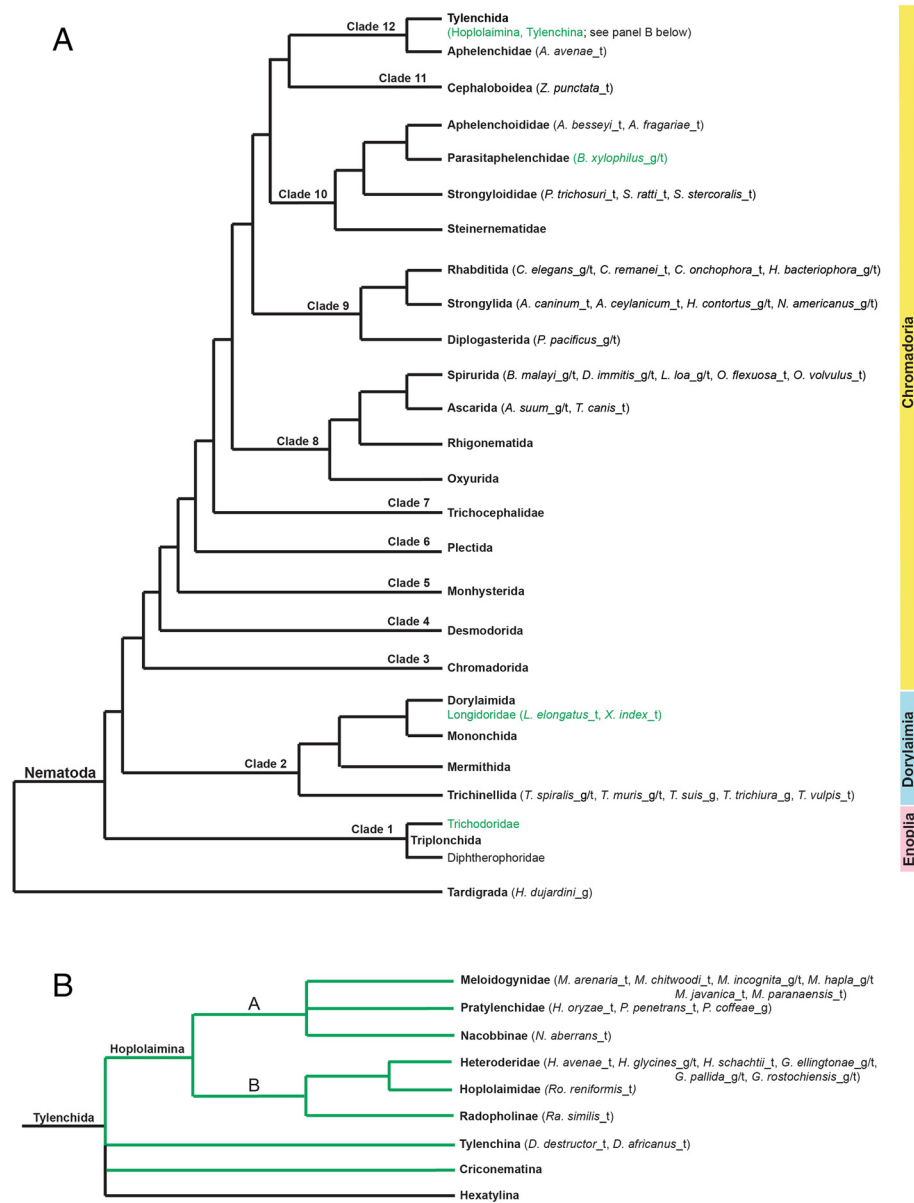 A
Clade 12
Tylenchida
(Hoplolaimina, Tylenchina; see panel B below)
Aphelenchidae (A. avenae_t)
Clade 11
Cephaloboidea (Z. punctata_t)
Aphelenchoididae (A. besseyi_t, A. fragariae_t)
Parasitaphelenchidae (B. xylophilus_g/t)
Clade 10
Strongyloididae (P. trichosuri_t, S. ratti_t, S. stercoralis_t)
Steinernematidae
Rhabditida (C. elegans_g/t, C. remanei_t, C. onchophora_t, H. bacteriophora_g/t)
Clade 9
Strongylida (A. caninum_t, A. ceylanicum_t, H. contortus_g/t, N. americanus_g/t)
Diplogasterida (P. pacificus_g/t)
Spirurida (B. malayi_g/t, D. immitis_g/t, L. loa_g/t, O. flexuosa_t, O. volvulus_t)
Ascarida (A. suum_g/t, T. canis_t)
Clade 8
Rhigonematida
Oxyurida
Clade 7
Trichocephalidae
Clade 6
Plectida
Clade 5
Monhysterida
Clade 4
Desmodorida
Clade 3
Chromadorida
Chromadoria
Dorylaimida
Longidoridae (L. elongatus_t, X. index_t)
Mononchida
Clade 2
Mermithida
Trichinellida (T. spiralis_g/t, T. muris_g/t, T. suis_g, T. trichiura_g, T. vulpis_t)
Dorylaimia
Nematoda
Trichodoridae
Clade 1
Triplonchida
Diphtherophoridae
Enoplia
Tardigrada (H. dujardini_g)
B
Meloidogynidae (M. arenaria_t, M. chitwoodi_t, M. incognita_g/t, M. hapla_g/t
M. javanica_t, M. paranaensis_t)
A
Pratylenchidae (H. oryzae_t, P. penetrans_t, P. coffeae_g)
Nacobbinae (N. aberrans_t)
Hoplolaimina
Heteroderidae (H. avenae_t, H. glycines_g/t, H. schachtii_t, G. ellingtonae_g/t,
G. pallida_g/t, G. rostochiensis_g/t)
B
Hoplolaimidae (Ro. reniformis_t)
Radopholinae (Ra. similis_t)
Tylenchida
Tylenchina (D. destructor_t, D. africanus_t)
Criconematina
Hexatylina